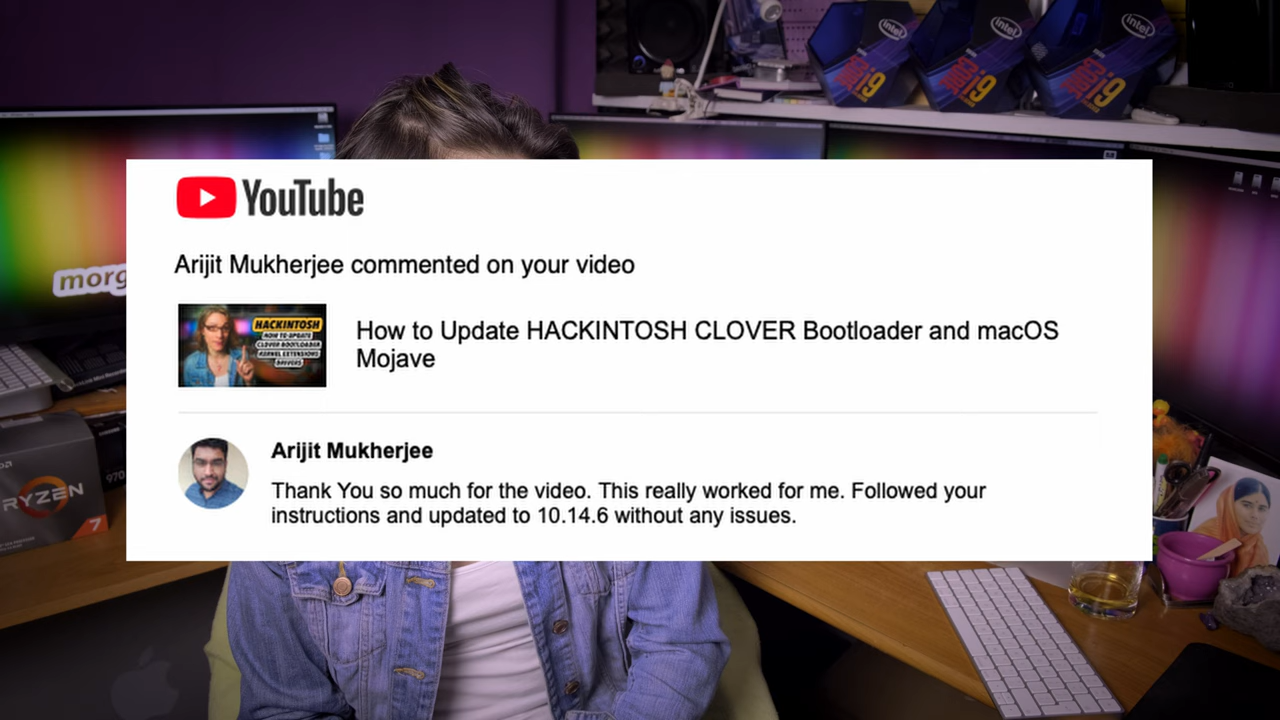 intel
i9
intel
i9
intel
i9
YouTube
Arijit Mukherjee commented on your video
morg
HACKINTOSH
HOW TO UPDATE
CLOVER BOOTLOADER
KERNEL EXTENSIONS
DRIVERS
How to Update HACKINTOSH CLOVER Bootloader and macOS
Mojave
Arijit Mukherjee
Thank You so much for the video. This really worked for me. Followed your
instructions and updated to 10.14.6 without any issues.
RYZEN
7
970